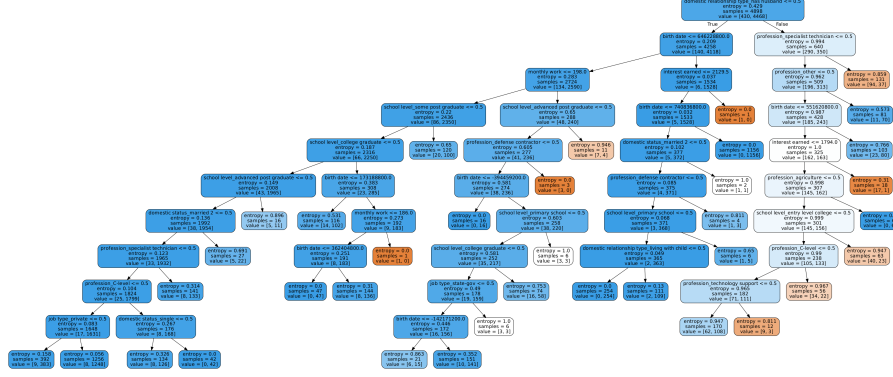 domestic relationship type_has husband <= 0.5
entropy = 0.429
samples = 4898
value = [430, 4468]
True
False
birth date <= 646228800.0
entropy = 0.209
samples = 4258
value = [140, 4118]
profession_specialist technician <= 0.5
entropy = 0.994
samples = 640
value = [290, 350]
monthly work <= 198.0
entropy = 0.283
samples = 2724
value = [134, 2590]
interest earned <= 2129.5
entropy = 0.037
samples = 1534
value = [6, 1528]
profession_other <= 0.5
entropy = 0.962
samples = 509
value = [196, 313]
entropy = 0.859
samples = 131
value = [94, 37]
school level_some post graduate <= 0.5
entropy = 0.22
samples = 2436
value = [86, 2350]
school level_advanced post graduate <= 0.5
entropy = 0.65
samples = 288
value = [48, 240]
birth date <= 740836800.0
entropy = 0.032
samples = 1533
value = [5, 1528]
entropy = 0.0
samples = 1
value = [1, 0]
birth date <= 551620800.0
entropy = 0.987
samples = 428
value = [185, 243]
entropy = 0.573
samples = 81
value = [11, 70]
school level_college graduate <= 0.5
entropy = 0.187
samples = 2316
value = [66, 2250]
entropy = 0.65
samples = 120
value = [20, 100]
profession_defense contractor <= 0.5
entropy = 0.605
samples = 277
value = [41, 236]
entropy = 0.946
samples = 11
value = [7, 4]
domestic status_married 2 <= 0.5
entropy = 0.102
samples = 377
value = [5, 372]
entropy = 0.0
samples = 1156
value = [0, 1156]
interest earned <= 1794.0
entropy = 1.0
samples = 325
value = [162, 163]
entropy = 0.766
samples = 103
value = [23, 80]
school level_advanced post graduate <= 0.5
entropy = 0.149
samples = 2008
value = [43, 1965]
entropy = 0.383
samples = 308
value = [23, 285]
entropy = 0.581
samples = 274
value = [38, 236]
entropy = 0.0
samples = 3
value = [3, 0]
profession_defense contractor <= 0.5
entropy = 0.085
samples = 375
value = [4, 371]
entropy = 1.0
samples = 2
value = [1, 1]
profession_agriculture <= 0.5
entropy = 0.998
samples = 307
value = [145, 162]
entropy = 0.31
samples = 18
value = [17, 1]
domestic status_married 2 <= 0.5
entropy = 0.136
samples = 1992
value = [38, 1954]
entropy = 0.896
samples = 16
value = [5, 11]
entropy = 0.531
samples = 116
value = [14, 102]
monthly work <= 186.0
entropy = 0.273
samples = 192
value = [9, 183]
entropy = 0.0
samples = 16
value = [0, 16]
school level_primary school <= 0.5
entropy = 0.603
samples = 258
value = [38, 220]
school level_primary school <= 0.5
entropy = 0.068
samples = 371
value = [3, 368]
entropy = 0.811
samples = 4
value = [1, 3]
school level_entry level college <= 0.5
entropy = 0.999
samples = 301
value = [145, 156]
profession_specialist technician <= 0.5
entropy = 0.123
samples = 1965
value = [33, 1932]
entropy = 0.691
samples = 27
value = [5, 22]
birth date <= 162404800.0
entropy = 0.251
samples = 191
value = [8, 183]
entropy = 0.0
samples = 1
value = [1, 0]
school level_college graduate <= 0.5
entropy = 0.581
samples = 252
value = [35, 217]
entropy = 1.0
samples = 6
value = [3, 3]
domestic relationship type_living with child <= 0.5
entropy = 0.049
samples = 365
value = [2, 363]
entropy = 0.65
samples = 6
value = [1, 5]
profession_C-level <= 0.5
entropy = 0.99
samples = 238
value = [105, 133]
entropy = 0.947
samples = 63
value = [40, 23]
profession_C-level <= 0.5
entropy = 0.104
samples = 1824
value = [25, 1799]
entropy = 0.314
samples = 141
value = [8, 133]
entropy = 0.0
samples = 47
value = [0, 47]
entropy = 0.31
samples = 144
value = [8, 136]
job type_state-gov <= 0.5
entropy = 0.49
samples = 178
value = [19, 159]
entropy = 0.753
samples = 74
value = [16, 58]
entropy = 0.0
samples = 254
value = [0, 254]
entropy = 0.13
samples = 111
value = [2, 109]
profession_technology support <= 0.5
entropy = 0.965
samples = 182
value = [71, 111]
entropy = 0.967
samples = 56
value = [34, 22]
job type_private <= 0.5
entropy = 0.083
samples = 1648
value = [17, 1631]
domestic status_single <= 0.5
entropy = 0.267
samples = 176
value = [8, 168]
birth date <= -142171200.0
entropy = 0.446
samples = 172
value = [16, 156]
entropy = 1.0
samples = 6
value = [3, 3]
entropy = 0.947
samples = 170
value = [62, 108]
entropy = 0.811
samples = 12
value = [9, 3]
entropy = 0.158
samples = 392
value = [9, 383]
entropy = 0.056
samples = 1256
value = [8, 1248]
entropy = 0.328
samples = 134
value = [8, 126]
entropy = 0.0
samples = 42
value = [0, 42]
entropy = 0.863
samples = 21
value = [6, 15]
entropy = 0.352
samples = 151
value = [10, 141]